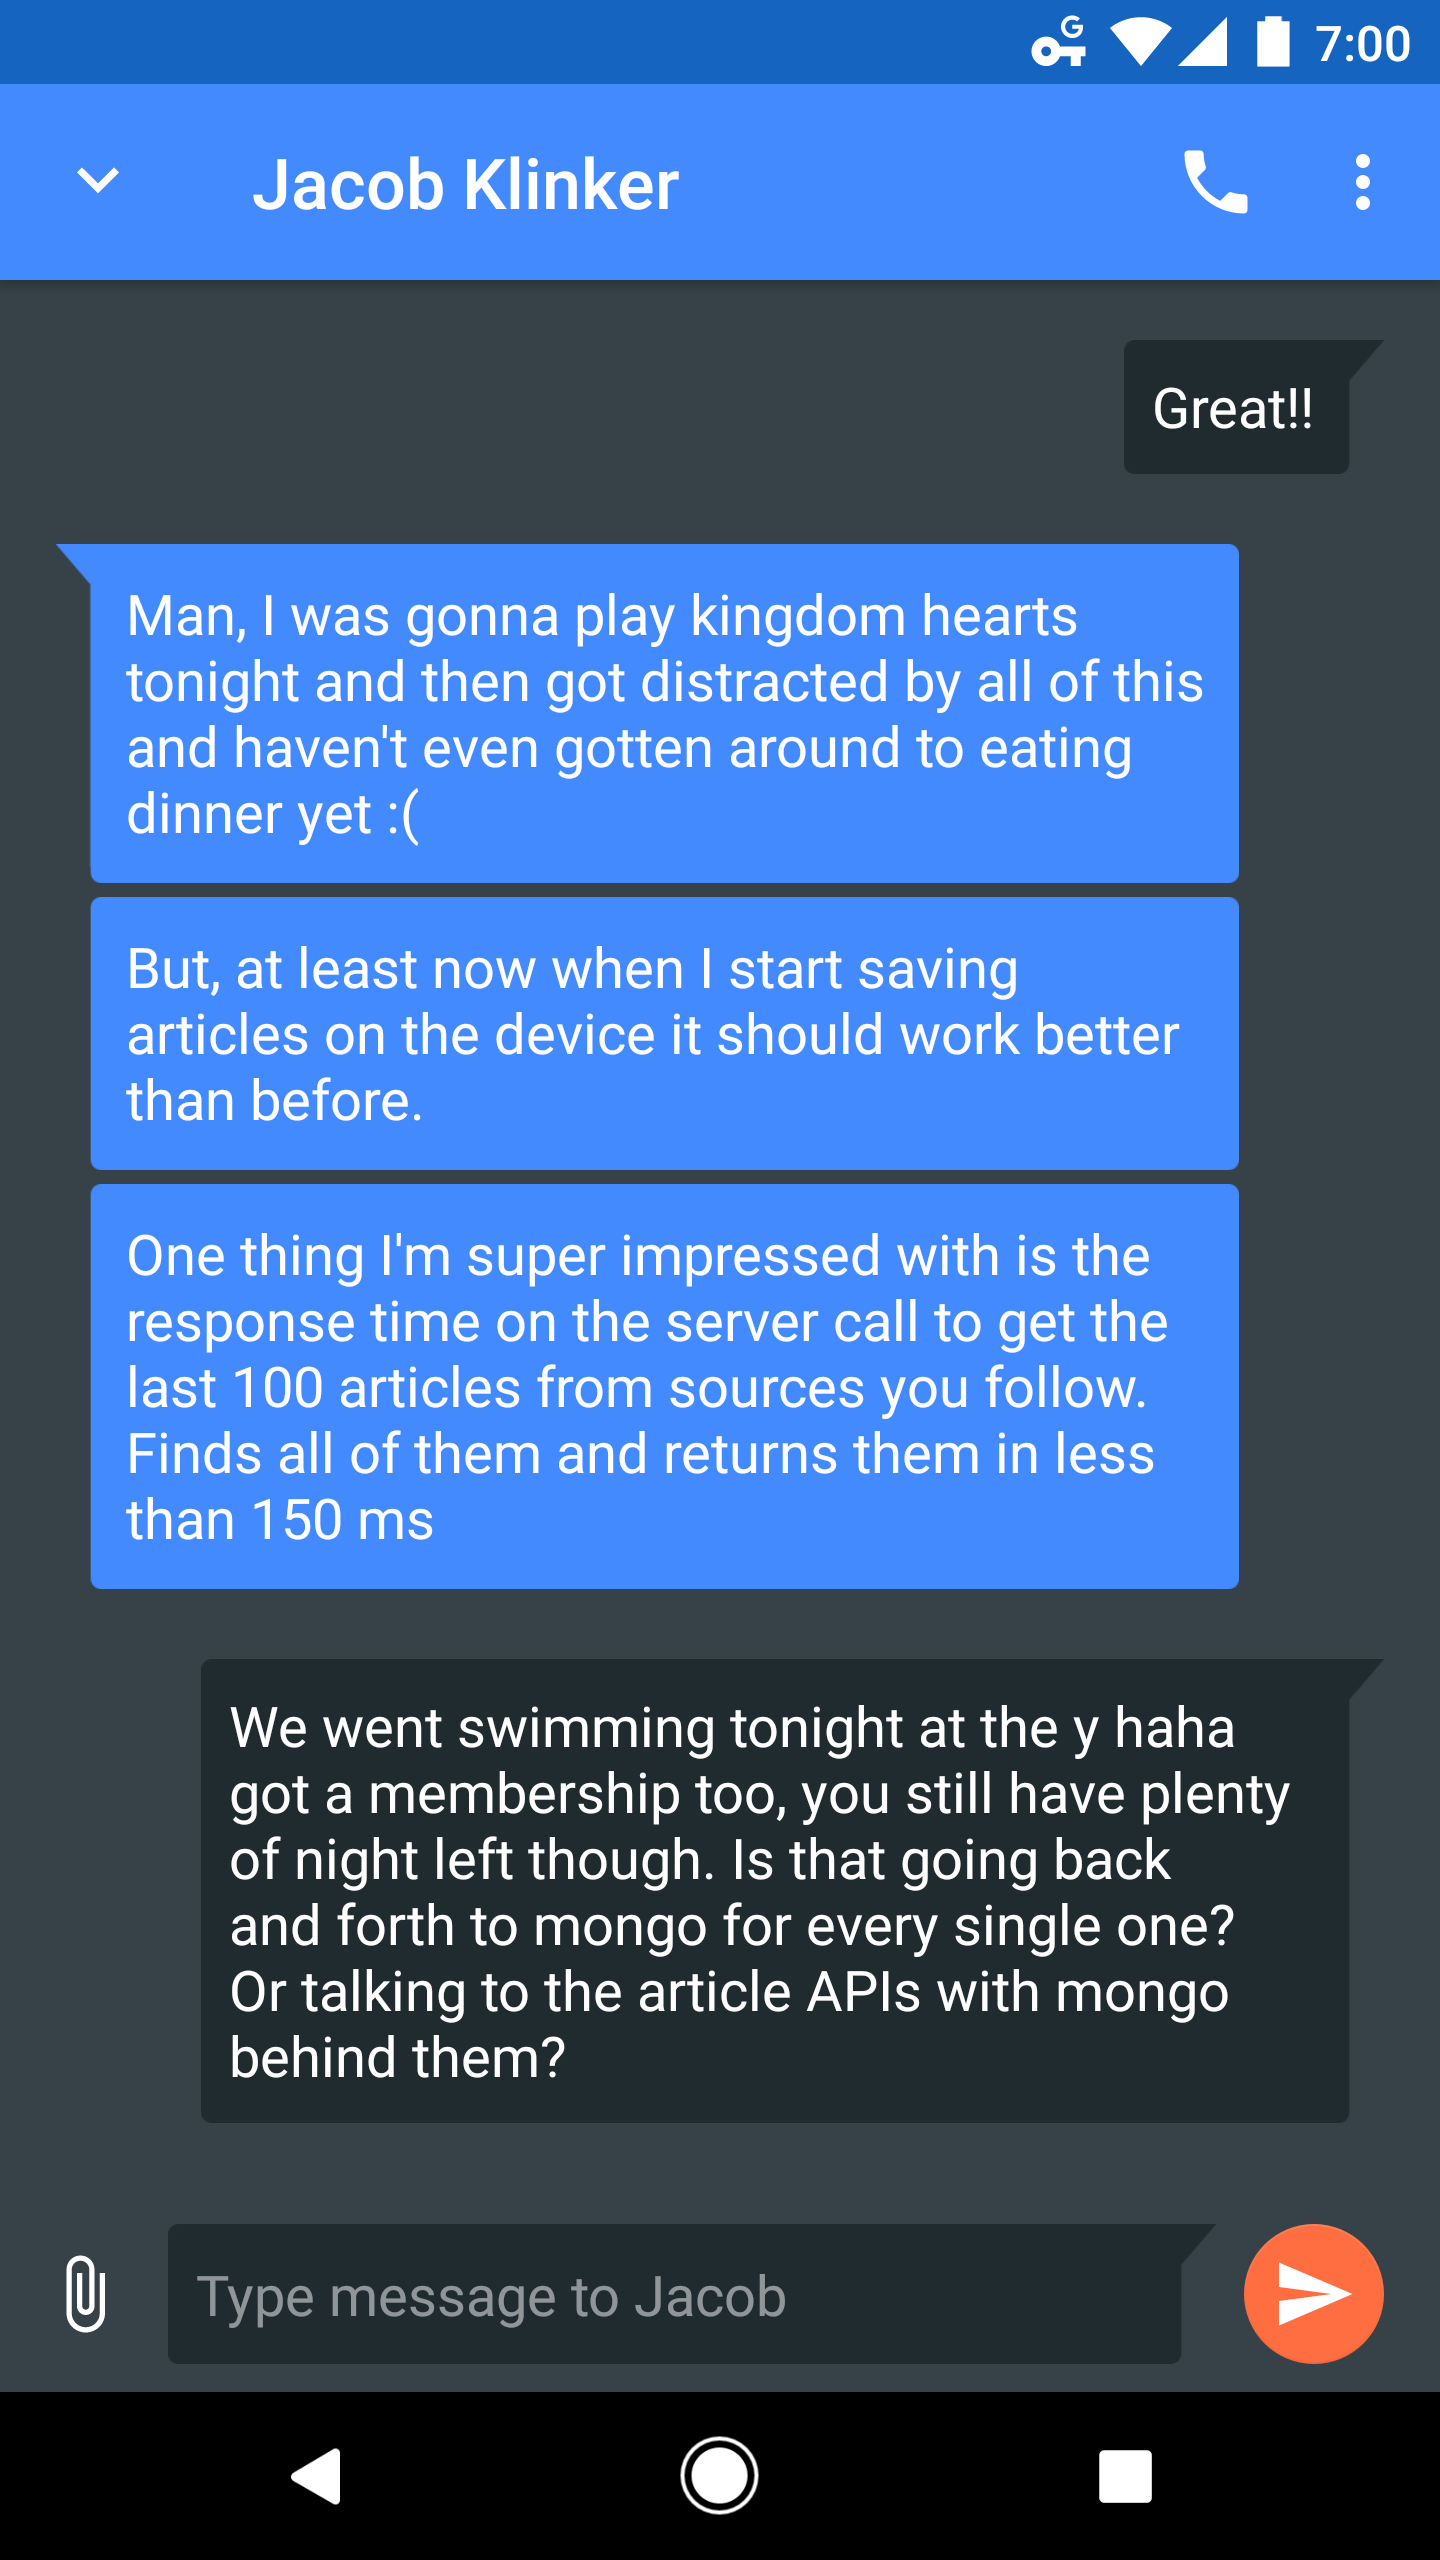 G
7:00
Jacob Klinker
Great!!
Man, I was gonna play kingdom hearts
tonight and then got distracted by all of this
and haven't even gotten around to eating
dinner yet :(
But, at least now when I start saving
articles on the device it should work better
than before.
One thing I'm super impressed with is the
response time on the server call to get the
last 100 articles from sources you follow.
Finds all of them and returns them in less
than 150 ms
We went swimming tonight at the y haha
got a membership too, you still have plenty
of night left though. Is that going back
and forth to mongo for every single one?
Or talking to the article APIs with mongo
behind them?
Type message to Jacob